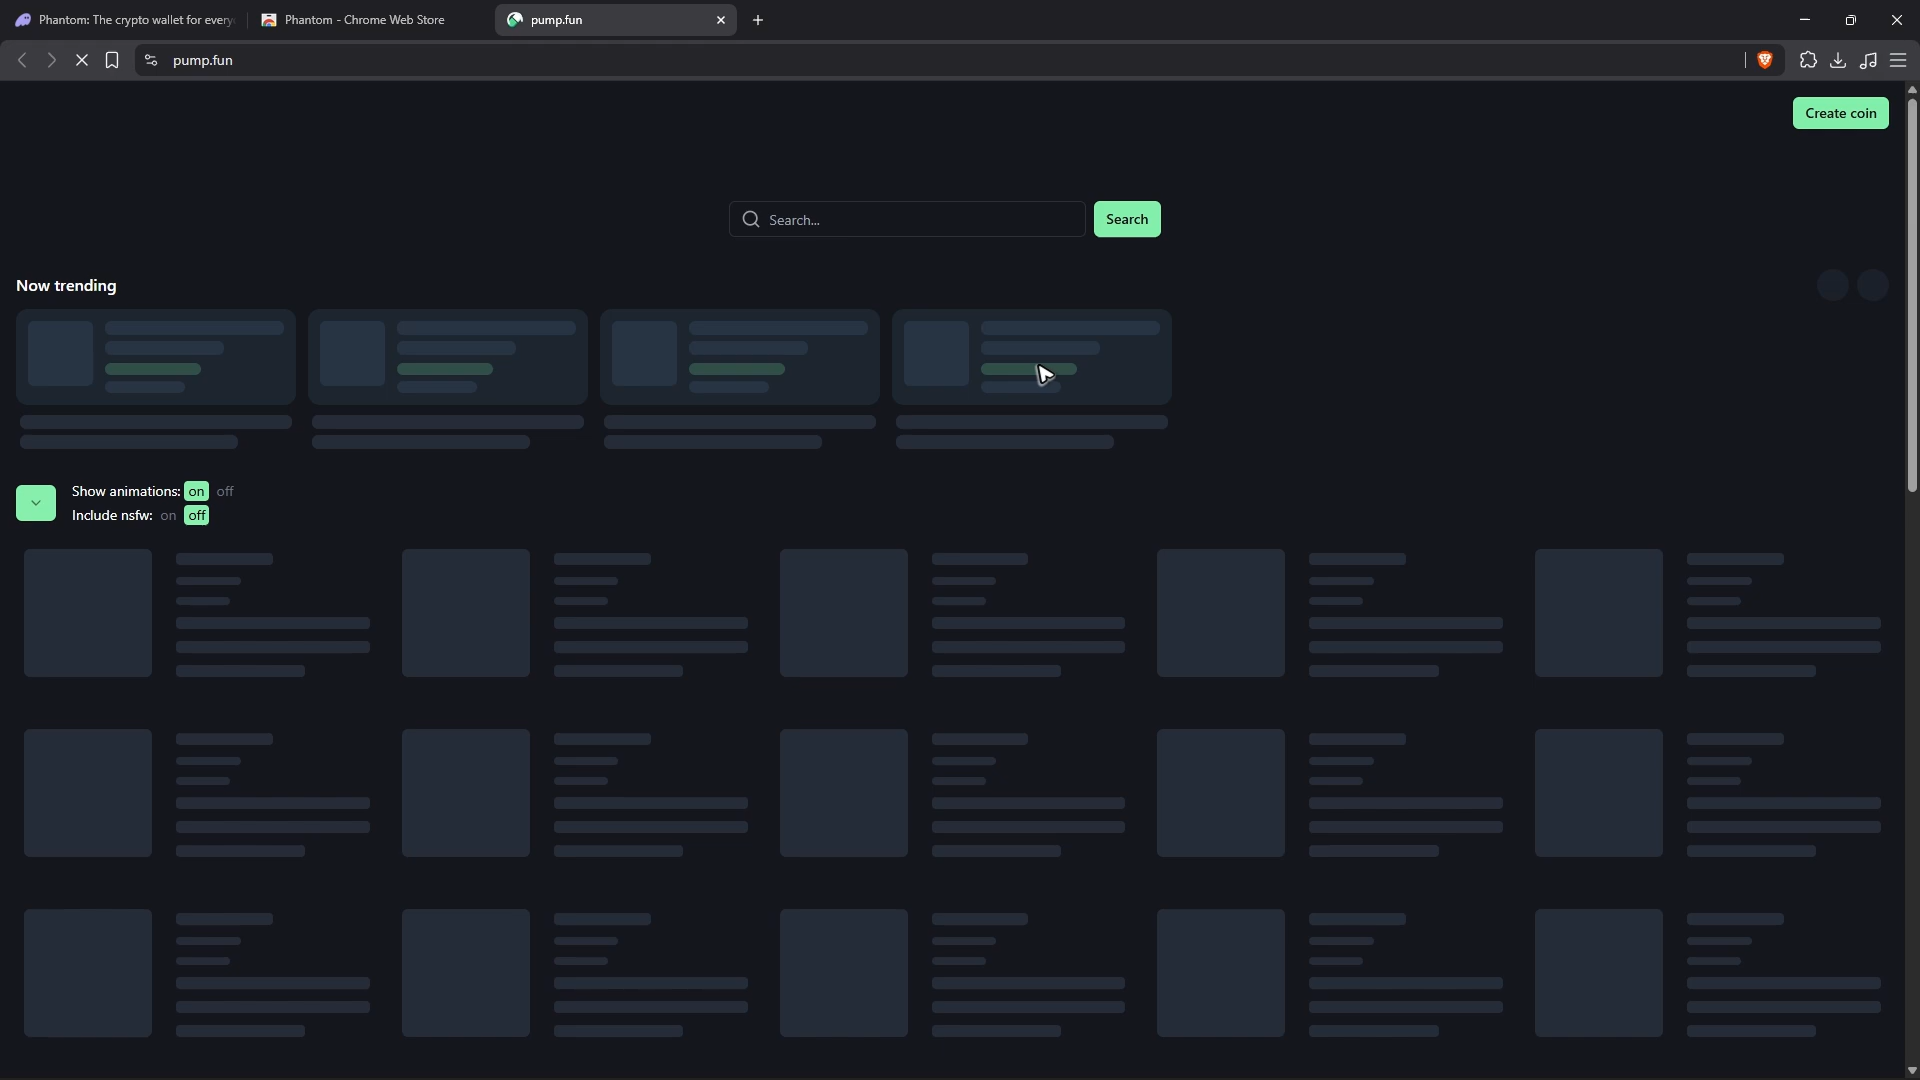 Phantom: The crypto wallet for every
Phantom - Chrome Web Store
pump.fun
pump.fun
Create coin
Search...
Search
Now trending
Show animations: on off
Include nsfw: on off